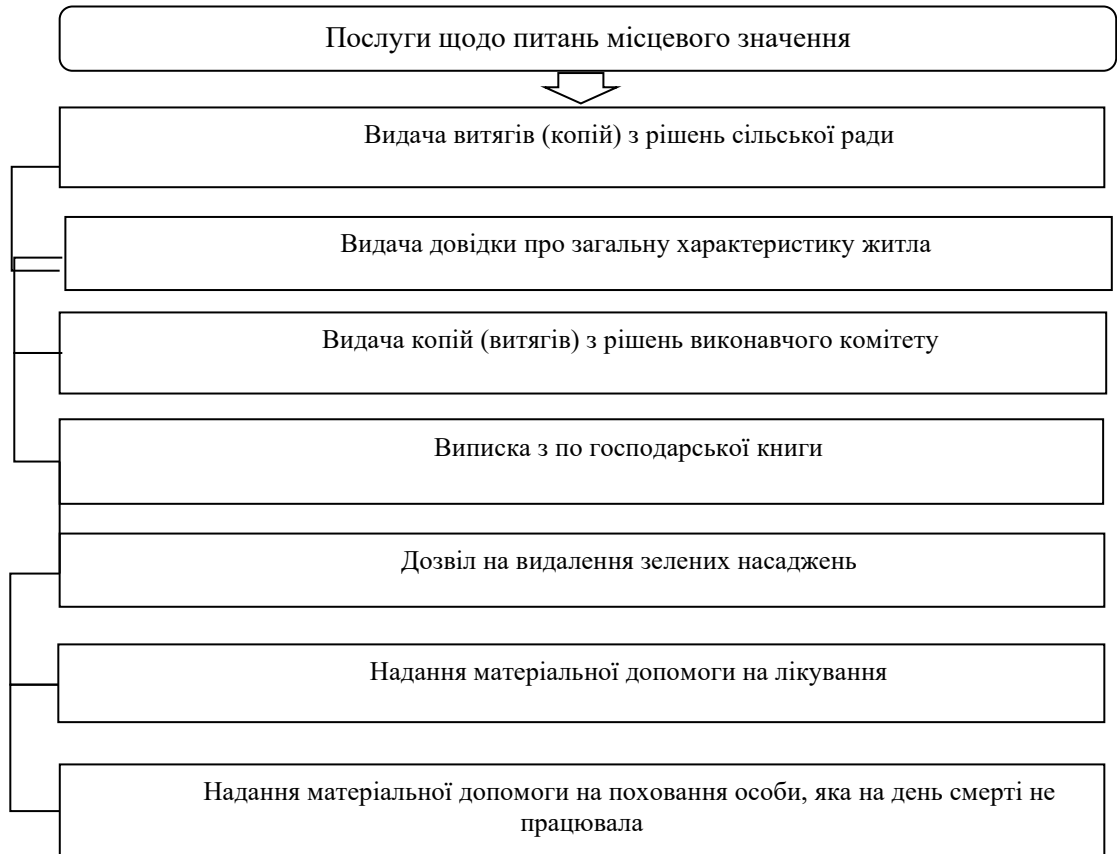 Послуги щодо питань місцевого значення
Видача витягів (копій) з рішень сільської ради
Видача довідки про загальну характеристику житла
Видача копій (витягів) з рішень виконавчого комітету
Виписка з по господарської книги
Дозвіл на видалення зелених насаджень
Надання матеріальної допомоги на лікування
Надання матеріальної допомоги на поховання особи, яка на день смерті не
працювала